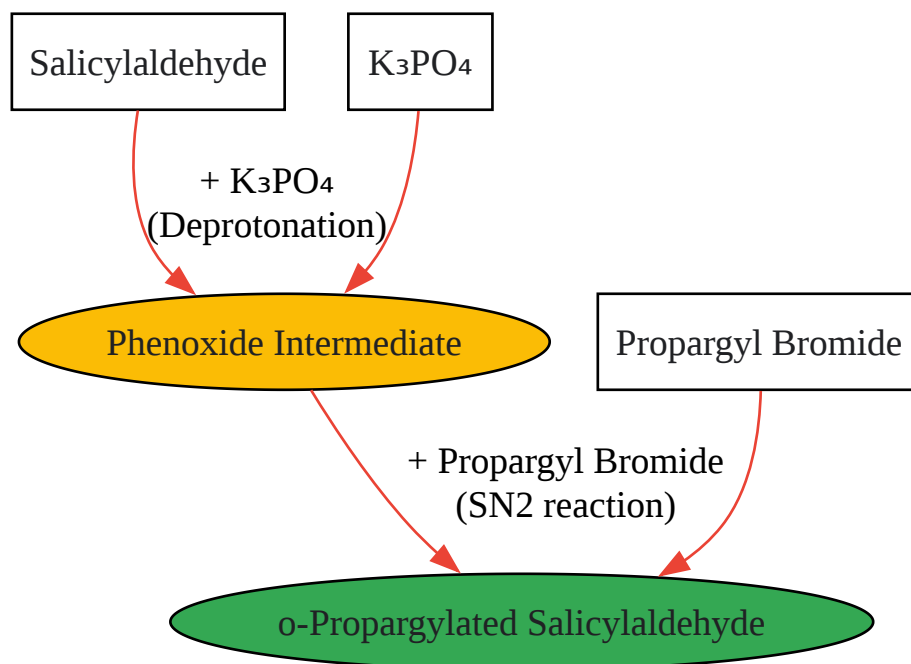 Salicylaldehyde
K₃PO₄
+ K₃PO₄
(Deprotonation)
Phenoxide Intermediate
Propargyl Bromide
+ Propargyl Bromide
(SN2 reaction)
o-Propargylated Salicylaldehyde